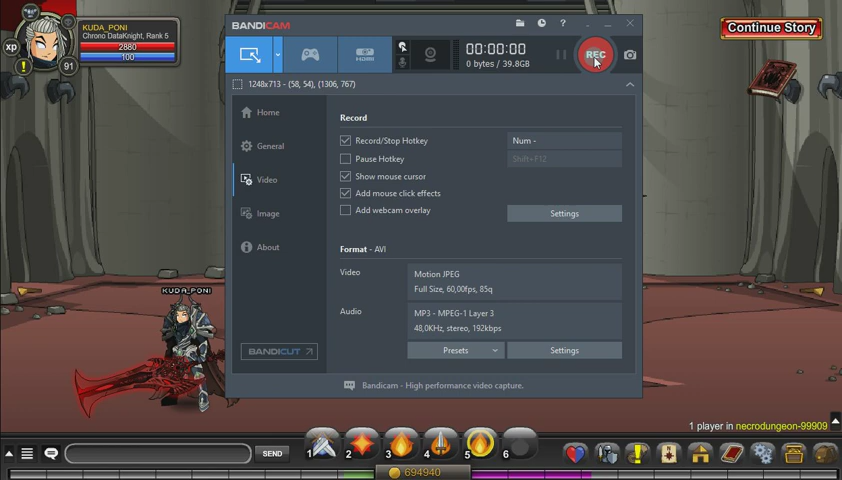 KUDA_PONI
Chrono DataKnight, Rank 5
2880
100
xp
91
BANDICAM
?
HDMI
00:00:00
0 bytes / 39.8GB
REC
Continue Story
1248x713 - (58, 54), (1306, 767)
Home
General
Video
Image
About
BANDICUT
Record
Record/Stop Hotkey
Num -
Pause Hotkey
Shift+F12
Show mouse cursor
Add mouse click effects
Add webcam overlay
Settings
Format - AVI
Video
Motion JPEG
Full Size, 60,00fps, 85q
Audio
MP3 - MPEG-1 Layer 3
48,0KHz, stereo, 192kbps
Presets
Settings
Bandicam - High performance video capture.
KUDA_PONI
1 player in necrodungeon-99909
SEND
1
2
3
4
5
6
694940